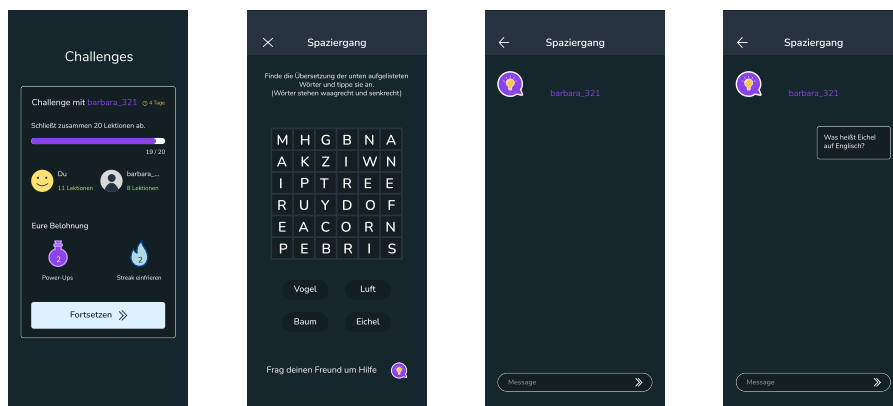 Challenges
Challenge mit barbara_321 4 Tage
Schließt zusammen 20 Lektionen ab.
19 / 20
Du
11 Lektionen
barbara_...
8 Lektionen
Eure Belohnung
2
2
Power-Ups
Streak einfrieren
Fortsetzen
Spaziergang
Finde die Übersetzung der unten aufgelisteten
Wörter und tippe sie an.
(Wörter stehen waagrecht und senkrecht)
M H G B N A
A K Z I W N
I P T R E E
R U Y D O F
E A C O R N
P E B R I S
Vogel Luft
Baum Eichel
Frag deinen Freund um Hilfe
Spaziergang
barbara_321
Message
Spaziergang
barbara_321
Was heißt Eichel
auf Englisch?
Message